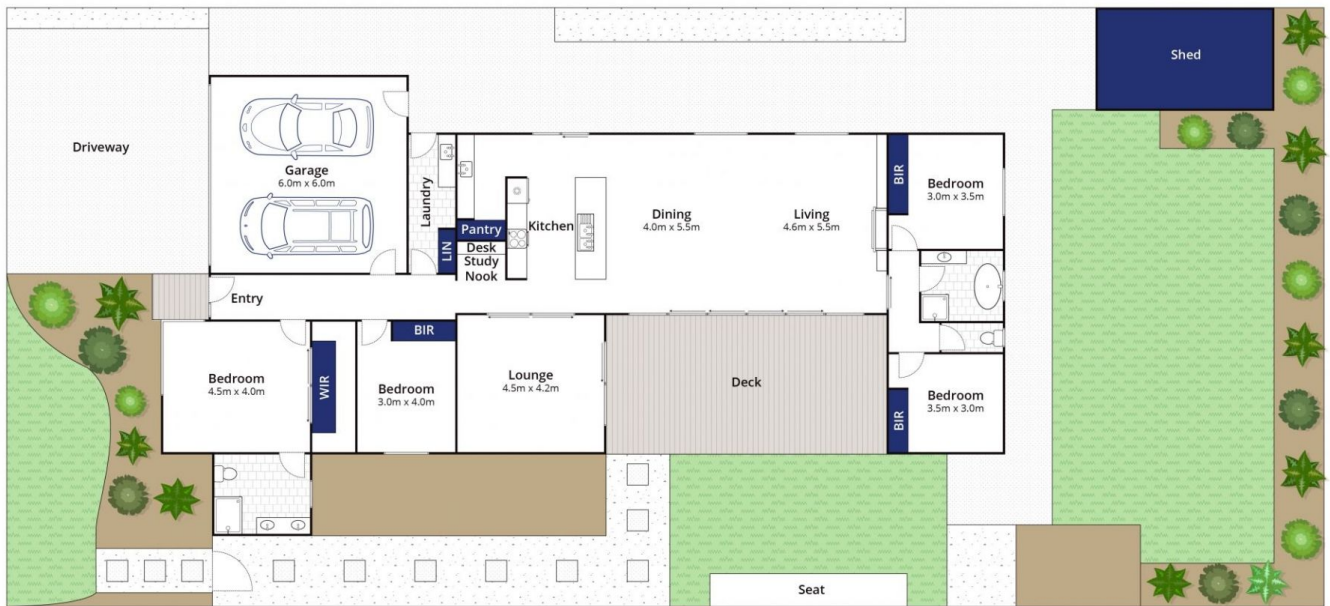 Shed
Driveway
Garage
6.0m x 6.0m
Laundry
LIN
Pantry
Desk
Study
Nook
Kitchen
Dining
4.0m x 5.5m
Living
4.6m x 5.5m
BIR
Bedroom
3.0m x 3.5m
Entry
Bedroom
4.5m x 4.0m
WIR
BIR
Bedroom
3.0m x 4.0m
Lounge
4.5m x 4.2m
Deck
BIR
Bedroom
3.5m x 3.0m
Seat